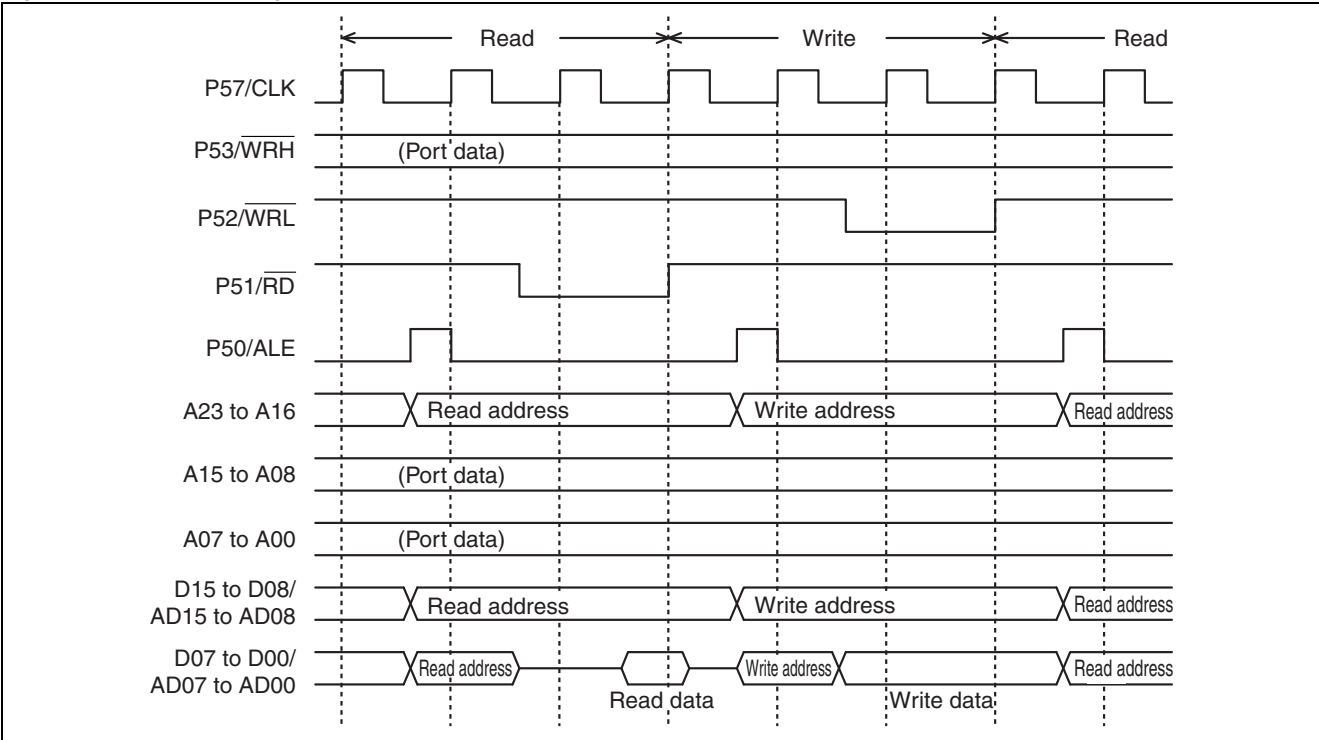 Read Write Read
P57/CLK
P53/WRH (Port data)
P52/WRL
P51/RD
P50/ALE
A23 to A16 Read address Write address Read address
A15 to A08 (Port data)
A07 to A00 (Port data)
D15 to D08/
AD15 to AD08 Read address Write address Read address
D07 to D00/
AD07 to AD00 Read address Write address Read address
Read data Write data